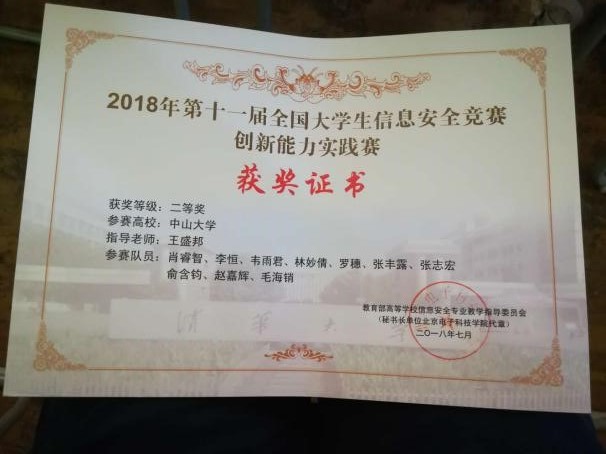 2018年第十一届全国大学生信息安全竞赛
创新能力实践赛
获奖证书
获奖等级：二等奖
参赛高校：中山大学
指导老师：王盛邦
参赛队员：肖睿智、李恒、韦雨君、林妙倩、罗穗、张丰露、张志宏
俞含钧、赵嘉辉、毛海销
教育部高等学校信息安全专业教学指导委员会
（秘书长单位北京电子科技学院代章）
二〇一八年七月